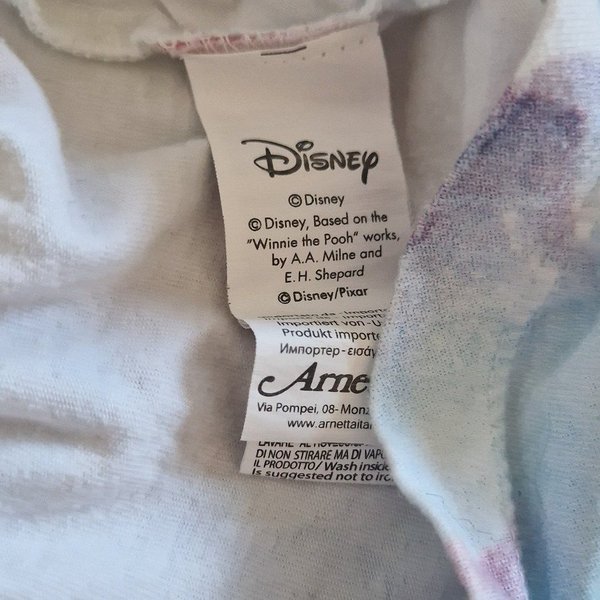 Disney
©Disney
©Disney, Based on the
"Winnie the Pooh" works,
by A.A. Milne and
E.H. Shepard
©Disney/Pixar
Importiert von-U
Produkt importe
Импортер- εισάγ
Arne
Via Pompei, 08-Monz
www.arnettaital
DI NON STIRARE MA DI VAPO
IL PRODOTTO/ Wash inside
Is suggested not to iro